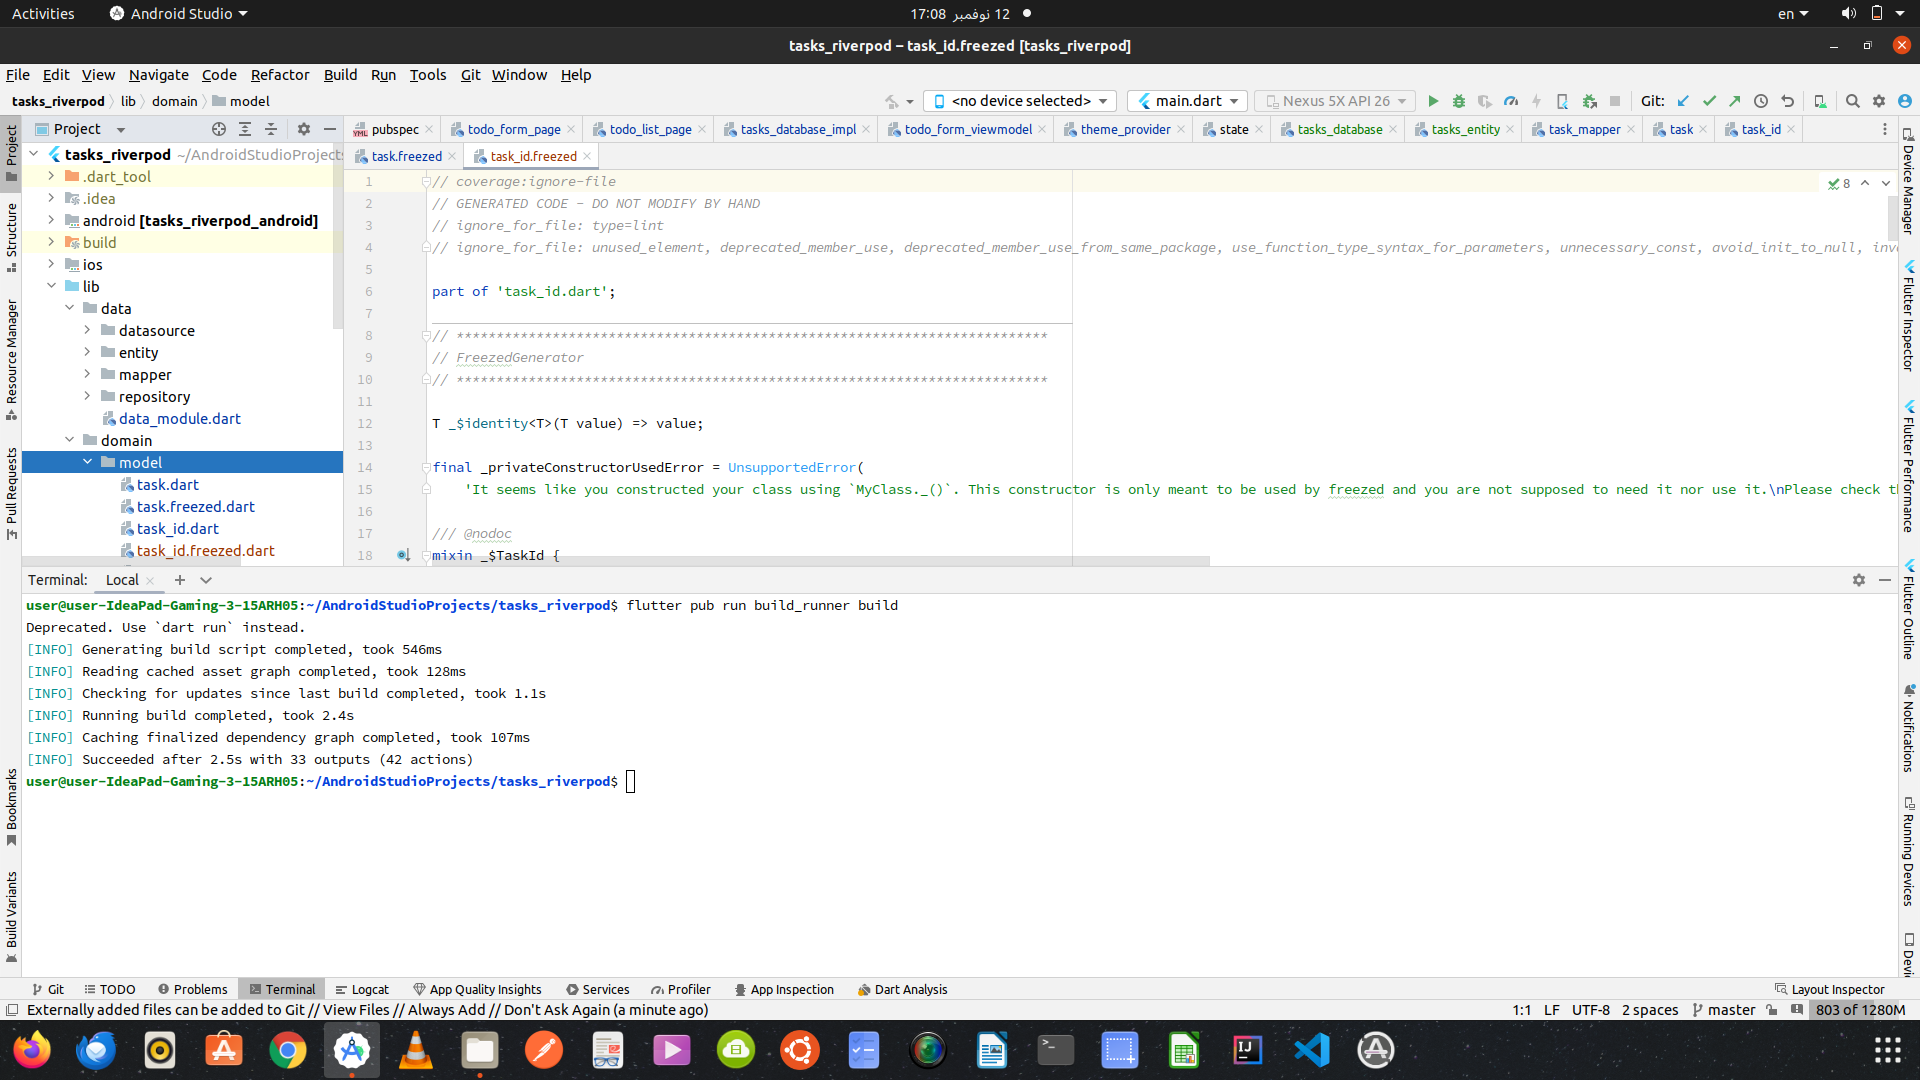 Activities
Android Studio
17:08 12 نوفمبر
en
tasks_riverpod – task_id.freezed [tasks_riverpod]
File Edit View Navigate Code Refactor Build Run Tools Git Window Help
tasks_riverpod lib domain model
<no device selected> main.dart Nexus 5X API 26 Git:
Project
pubspec todo_form_page todo_list_page tasks_database_impl todo_form_viewmodel theme_provider state tasks_database tasks_entity task_mapper task task_id
task.freezed task_id.freezed
tasks_riverpod ~/AndroidStudioProjects
.dart_tool
.idea
android [tasks_riverpod_android]
build
ios
lib
data
datasource
entity
mapper
repository
data_module.dart
domain
model
task.dart
task.freezed.dart
task_id.dart
task_id.freezed.dart
1 // coverage:ignore-file
2 // GENERATED CODE - DO NOT MODIFY BY HAND
3 // ignore_for_file: type=lint
4 // ignore_for_file: unused_element, deprecated_member_use, deprecated_member_use_from_same_package, use_function_type_syntax_for_parameters, unnecessary_const, avoid_init_to_null, inv
5
6 part of 'task_id.dart';
7
8 // **************************************************************************
9 // FreezedGenerator
10 // **************************************************************************
11
12 T _$identity<T>(T value) => value;
13
14 final _privateConstructorUsedError = UnsupportedError(
15 'It seems like you constructed your class using `MyClass._()`. This constructor is only meant to be used by freezed and you are not supposed to need it nor use it.\nPlease check t
16
17 /// @nodoc
18 mixin _$TaskId {
8
Terminal: Local
user@user-IdeaPad-Gaming-3-15ARH05:~/AndroidStudioProjects/tasks_riverpod$ flutter pub run build_runner build
Deprecated. Use `dart run` instead.
[INFO] Generating build script completed, took 546ms
[INFO] Reading cached asset graph completed, took 128ms
[INFO] Checking for updates since last build completed, took 1.1s
[INFO] Running build completed, took 2.4s
[INFO] Caching finalized dependency graph completed, took 107ms
[INFO] Succeeded after 2.5s with 33 outputs (42 actions)
user@user-IdeaPad-Gaming-3-15ARH05:~/AndroidStudioProjects/tasks_riverpod$
Project
Structure
Resource Manager
Pull Requests
Bookmarks
Build Variants
Device Manager
Flutter Inspector
Flutter Performance
Flutter Outline
Notifications
Running Devices
Devi
Git TODO Problems Terminal Logcat App Quality Insights Services Profiler App Inspection Dart Analysis Layout Inspector
Externally added files can be added to Git // View Files // Always Add // Don't Ask Again (a minute ago)
1:1 LF UTF-8 2 spaces master 803 of 1280M